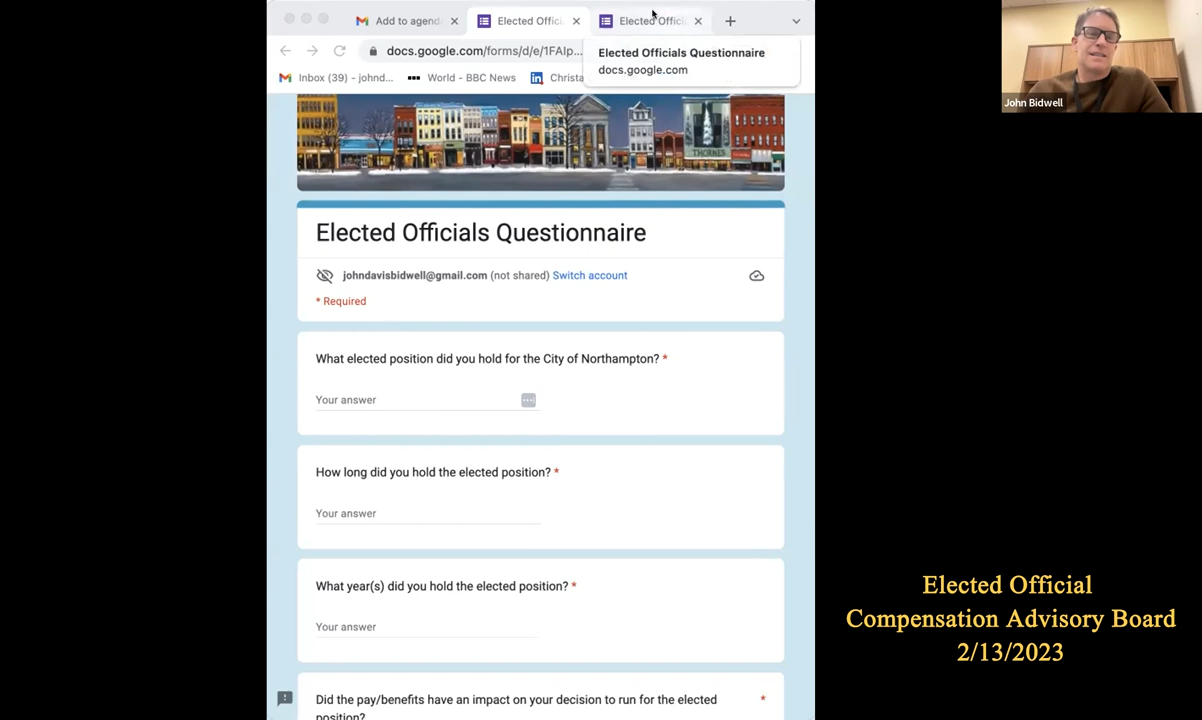 Add to agend
Elected Offici
Elected Offici
docs.google.com/forms/d/e/1FAIp...
Elected Officials Questionnaire
docs.google.com
Inbox (39) - johnd...
World - BBC News
Christa
THORNES
John Bidwell
Elected Officials Questionnaire
johndavisbidwell@gmail.com (not shared) Switch account
* Required
What elected position did you hold for the City of Northampton? *
Your answer
How long did you hold the elected position? *
Your answer
What year(s) did you hold the elected position? *
Your answer
Did the pay/benefits have an impact on your decision to run for the elected *
position?
Elected Official
Compensation Advisory Board
2/13/2023